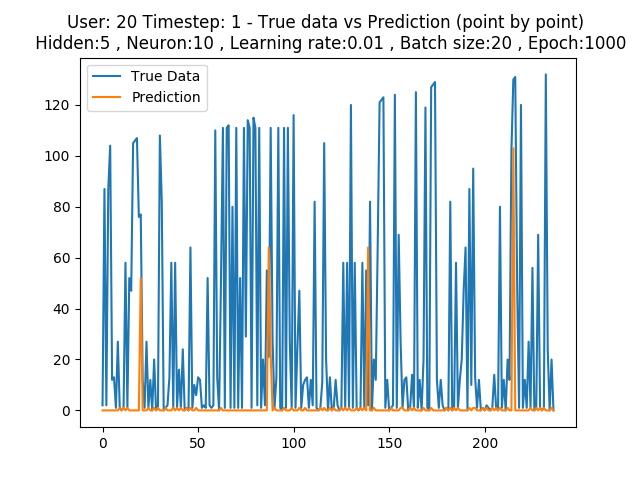 User: 20 Timestep: 1 - True data vs Prediction (point by point)
Hidden:5 , Neuron:10 , Learning rate:0.01 , Batch size:20 , Epoch:1000
True Data
Prediction
120
100
80
60
40
20
0
0 50 100 150 200